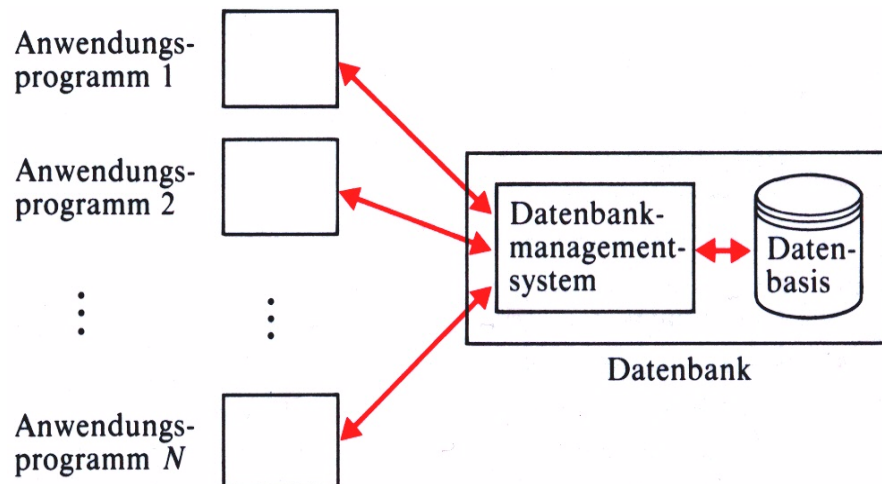 Anwendungs-
programm 1
Anwendungs-
programm 2
Datenbank-
management-
system
Daten-
basis
Datenbank
Anwendungs-
programm N